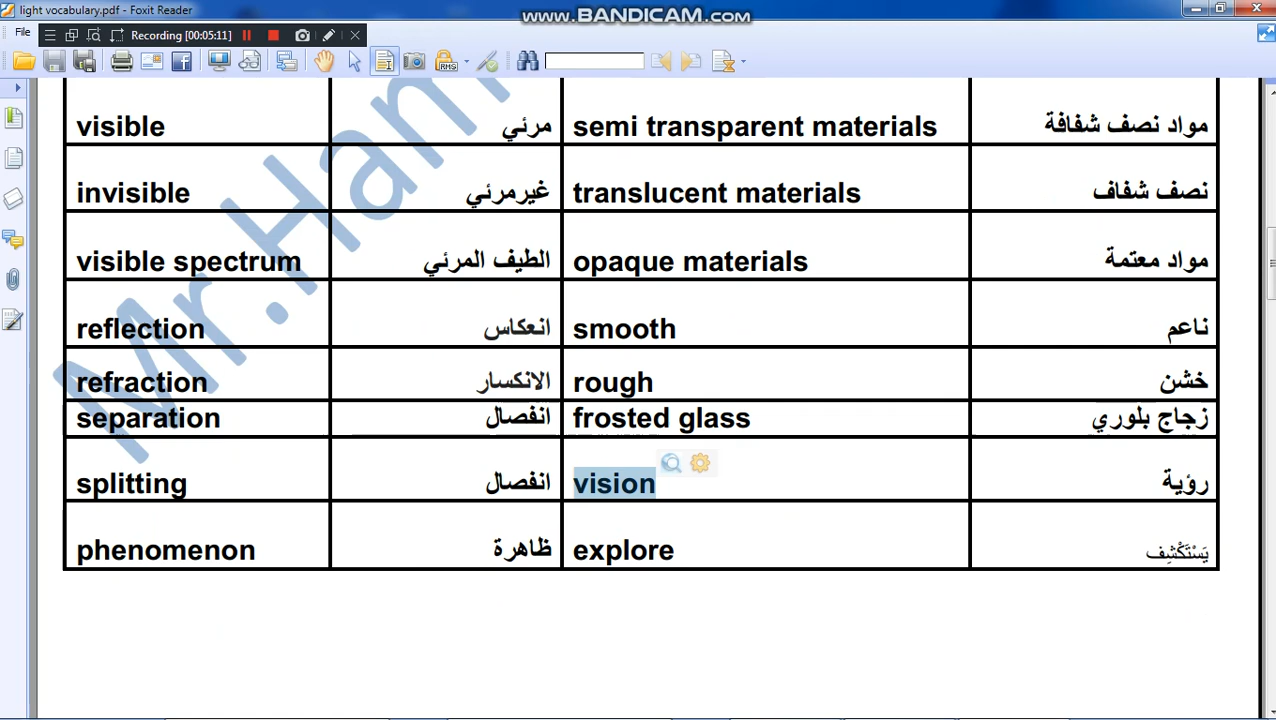 light vocabulary.pdf - Foxit Reader
www.BANDICAM.com
File
Recording [00:05:11]
visible مرئي semi transparent materials مواد نصف شفافة
invisible غيرمرئي translucent materials نصف شفاف
visible spectrum الطيف المرئي opaque materials مواد معتمة
reflection انعكاس smooth ناعم
refraction الانكسار rough خشن
separation انفصال frosted glass زجاج بلوري
splitting انفصال vision رؤية
phenomenon ظاهرة explore يَسْتَكْشِف
Mr.Ham